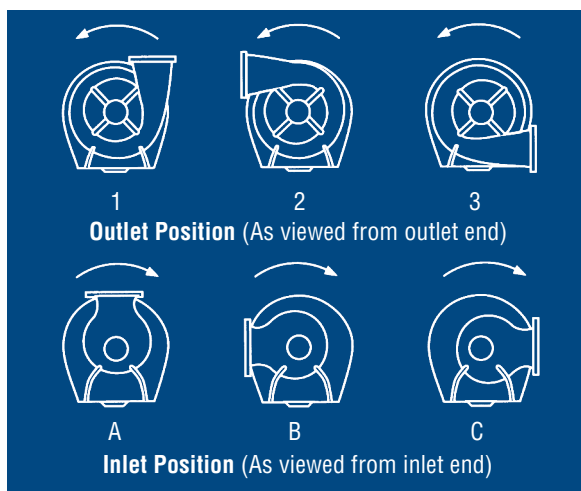 1 2 3
Outlet Position (As viewed from outlet end)
A B C
Inlet Position (As viewed from inlet end)